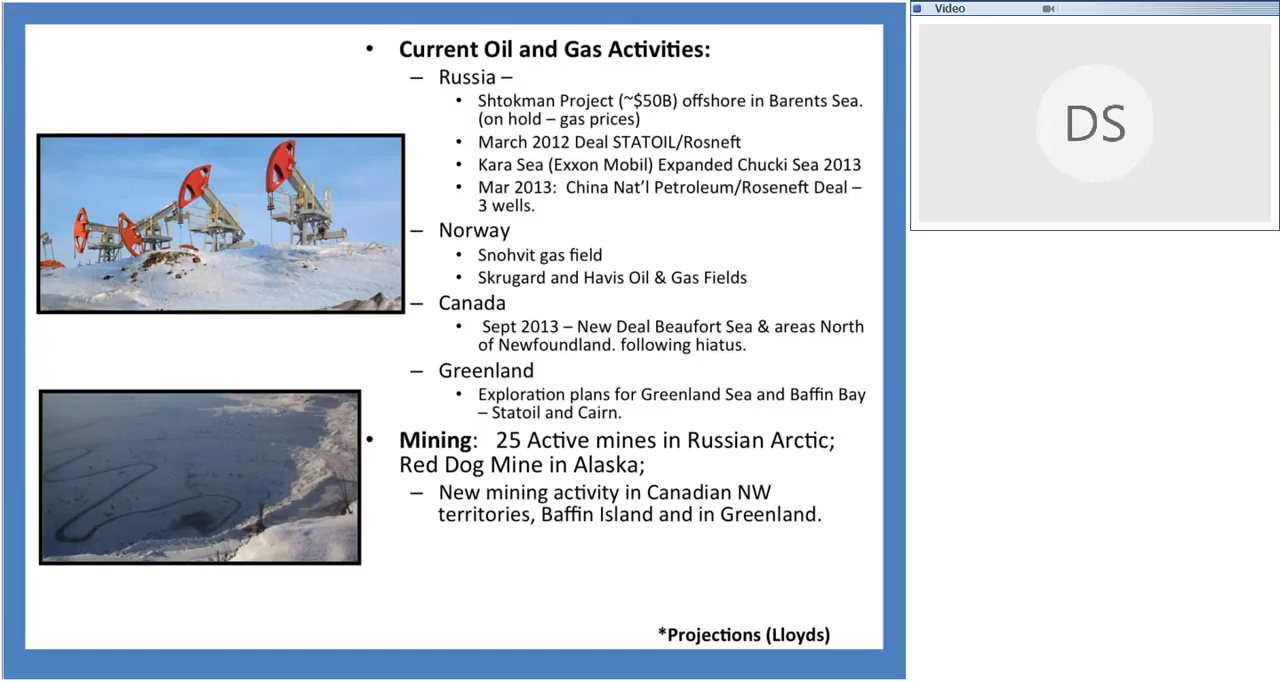 Current Oil and Gas Activities:
Russia –
Shtokman Project (~$50B) offshore in Barents Sea.
(on hold – gas prices)
March 2012 Deal STATOIL/Rosneft
Kara Sea (Exxon Mobil) Expanded Chucki Sea 2013
Mar 2013: China Nat'l Petroleum/Roseneft Deal –
3 wells.
Norway
Snohvit gas field
Skrugard and Havis Oil & Gas Fields
Canada
Sept 2013 – New Deal Beaufort Sea & areas North
of Newfoundland. following hiatus.
Greenland
Exploration plans for Greenland Sea and Baffin Bay
– Statoil and Cairn.
Mining: 25 Active mines in Russian Arctic;
Red Dog Mine in Alaska;
New mining activity in Canadian NW
territories, Baffin Island and in Greenland.
*Projections (Lloyds)
Video
DS